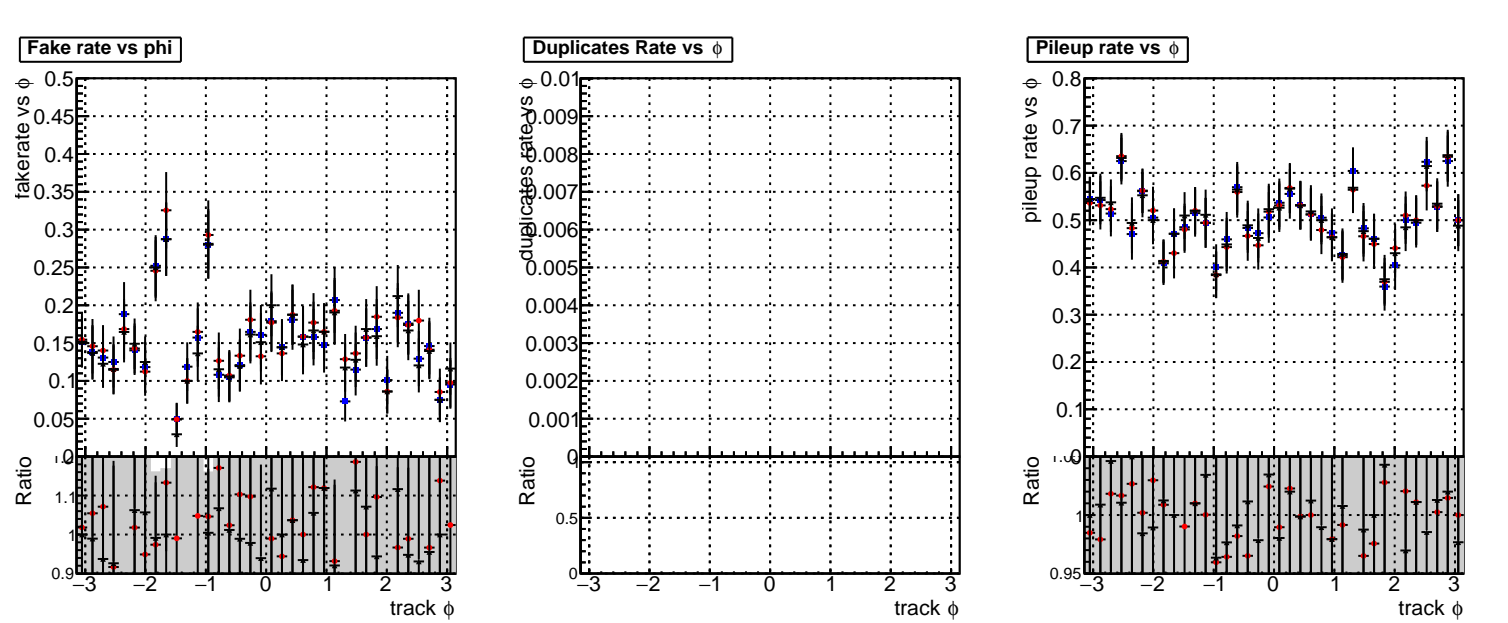 Fake rate vs phi
fakerate vs ϕ
0.5
0.45
0.4
0.35
0.3
0.25
0.2
0.15
0.1
0.05
0
Ratio
1.1
1
0.9
−3 −2 −1 0 1 2 3
track ϕ
Duplicates Rate vs ϕ
duplicates rate vs ϕ
0.01
0.009
0.008
0.007
0.006
0.005
0.004
0.003
0.002
0.001
0
Ratio
0.5
0
−3 −2 −1 0 1 2 3
track ϕ
Pileup rate vs ϕ
pileup rate vs ϕ
0.8
0.7
0.6
0.5
0.4
0.3
0.2
0.1
0
Ratio
1
0.95
−3 −2 −1 0 1 2 3
track ϕ